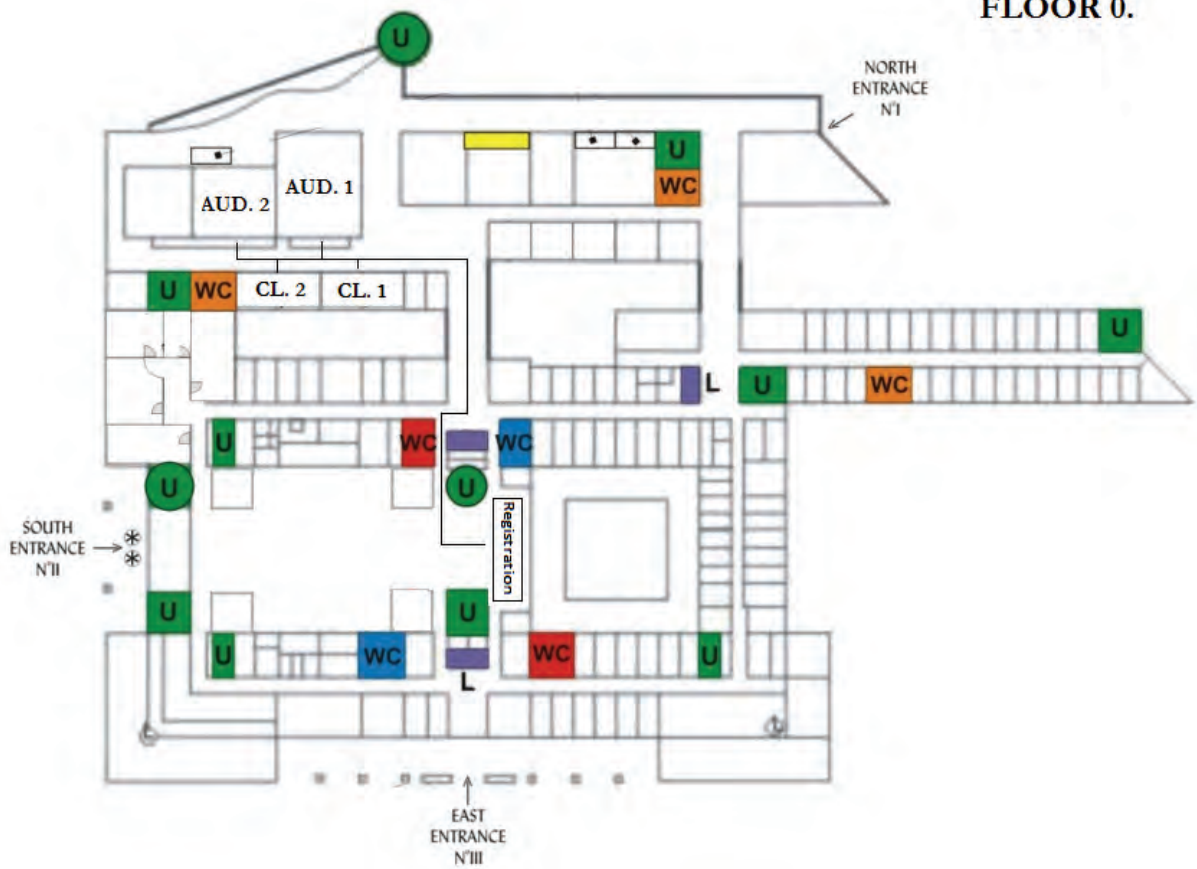 FLOOR 0.
U
NORTH
ENTRANCE
N°I
U
WC
AUD. 1
AUD. 2
U
WC
CL. 2
CL. 1
U
L
U
WC
U
WC
WC
U
U
Registration
SOUTH
ENTRANCE
N°II
U
U
U
WC
WC
U
L
EAST
ENTRANCE
N°III